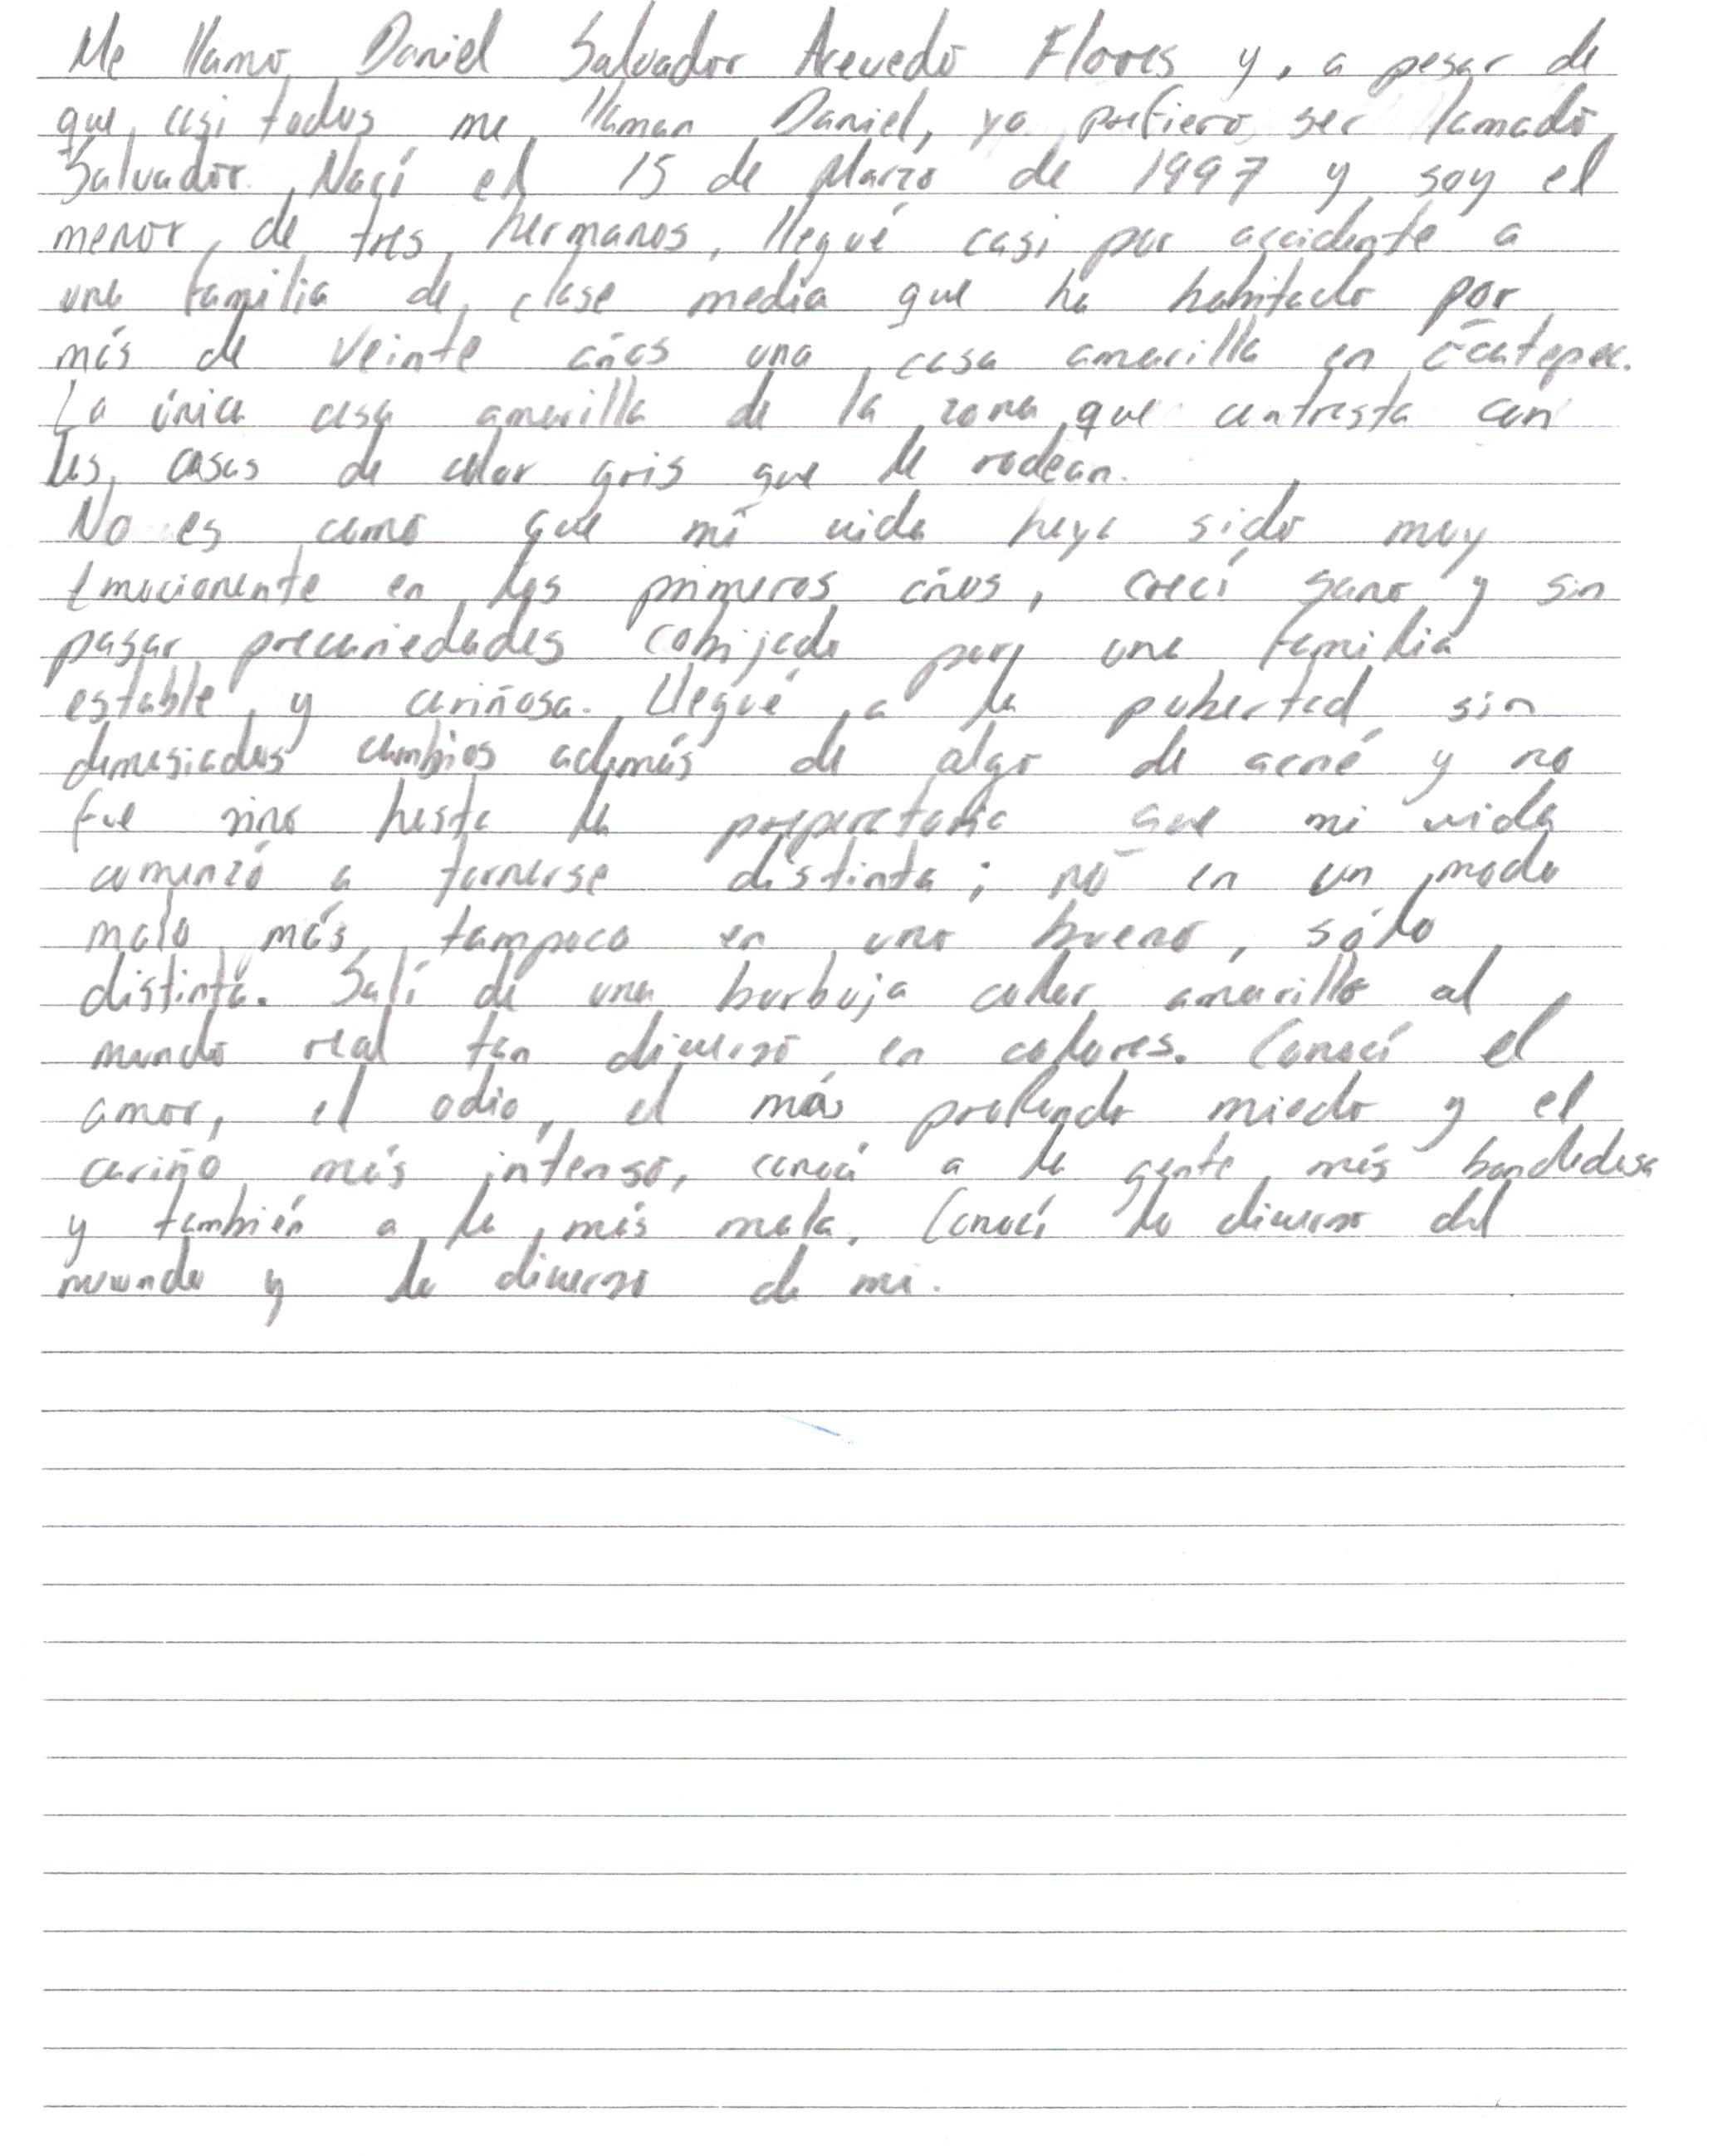 Me llamo Daniel Salvador Acevedo Flores y, a pesar de
que casi todos me llaman Daniel, yo prefiero ser llamado
Salvador. Nací el 15 de Marzo de 1997 y soy el
menor de tres hermanos, llegué casi por accidente a
una familia de clase media que ha habitado por
más de veinte años una casa amarilla en Ecatepec.
La única casa amarilla de la zona que contrasta con
las casas de color gris que le rodean.
No es como que mi vida haya sido muy
emocionante en los primeros años, crecí sano y sin
pasar precariedades cobijado por una familia
estable y cariñosa. Llegué a la pubertad sin
demasiados cambios además de algo de acné y no
fue sino hasta la preparatoria que mi vida
comenzó a tornarse distinta; no en un modo
malo más tampoco en uno bueno, sólo
distinta. Salí de una burbuja color amarillo al
mundo real tan diverso en colores. Conocí el
amor, el odio, el más profundo miedo y el
cariño más intenso, conocí a la gente más bondadosa
y también a la más mala. Conocí lo diverso del
mundo y lo diverso de mi.